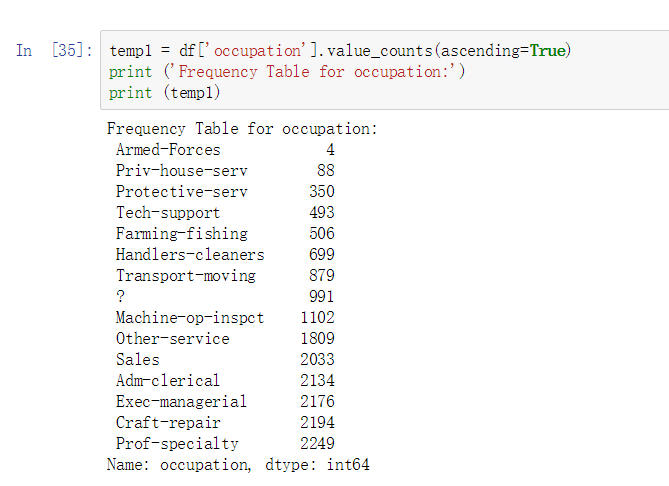 In [35]: temp1 = df['occupation'].value_counts(ascending=True)
print ('Frequency Table for occupation:')
print (temp1)
Frequency Table for occupation:
Armed-Forces 4
Priv-house-serv 88
Protective-serv 350
Tech-support 493
Farming-fishing 506
Handlers-cleaners 699
Transport-moving 879
? 991
Machine-op-inspct 1102
Other-service 1809
Sales 2033
Adm-clerical 2134
Exec-managerial 2176
Craft-repair 2194
Prof-specialty 2249
Name: occupation, dtype: int64